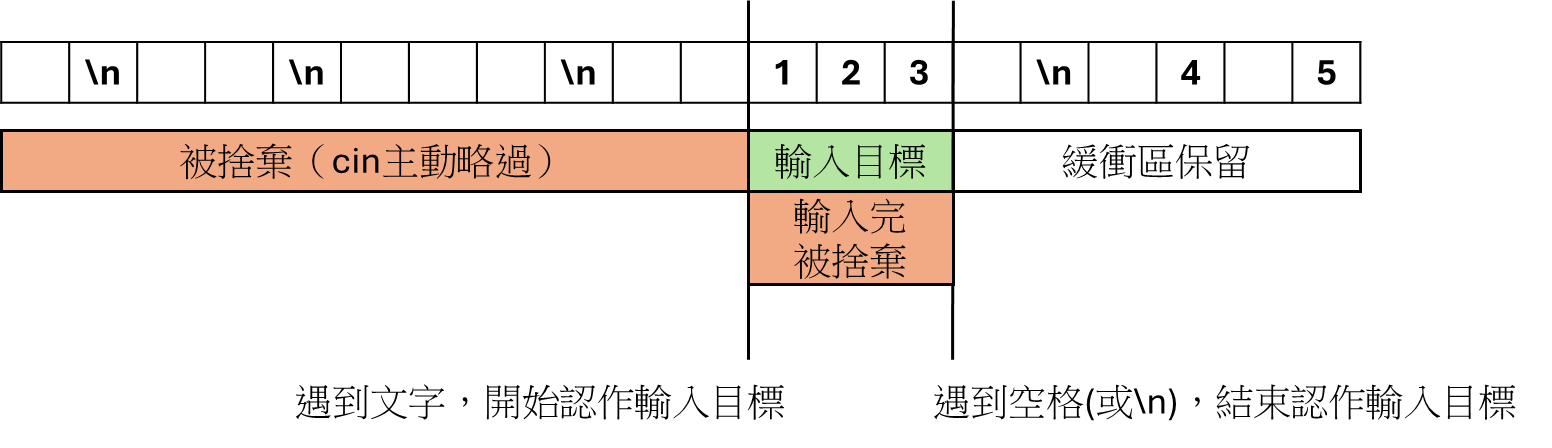 \n \n \n 1 2 3 \n 4 5
被捨棄（cin主動略過） 輸入目標 緩衝區保留
輸入完
被捨棄
遇到文字，開始認作輸入目標 遇到空格(或\n)，結束認作輸入目標